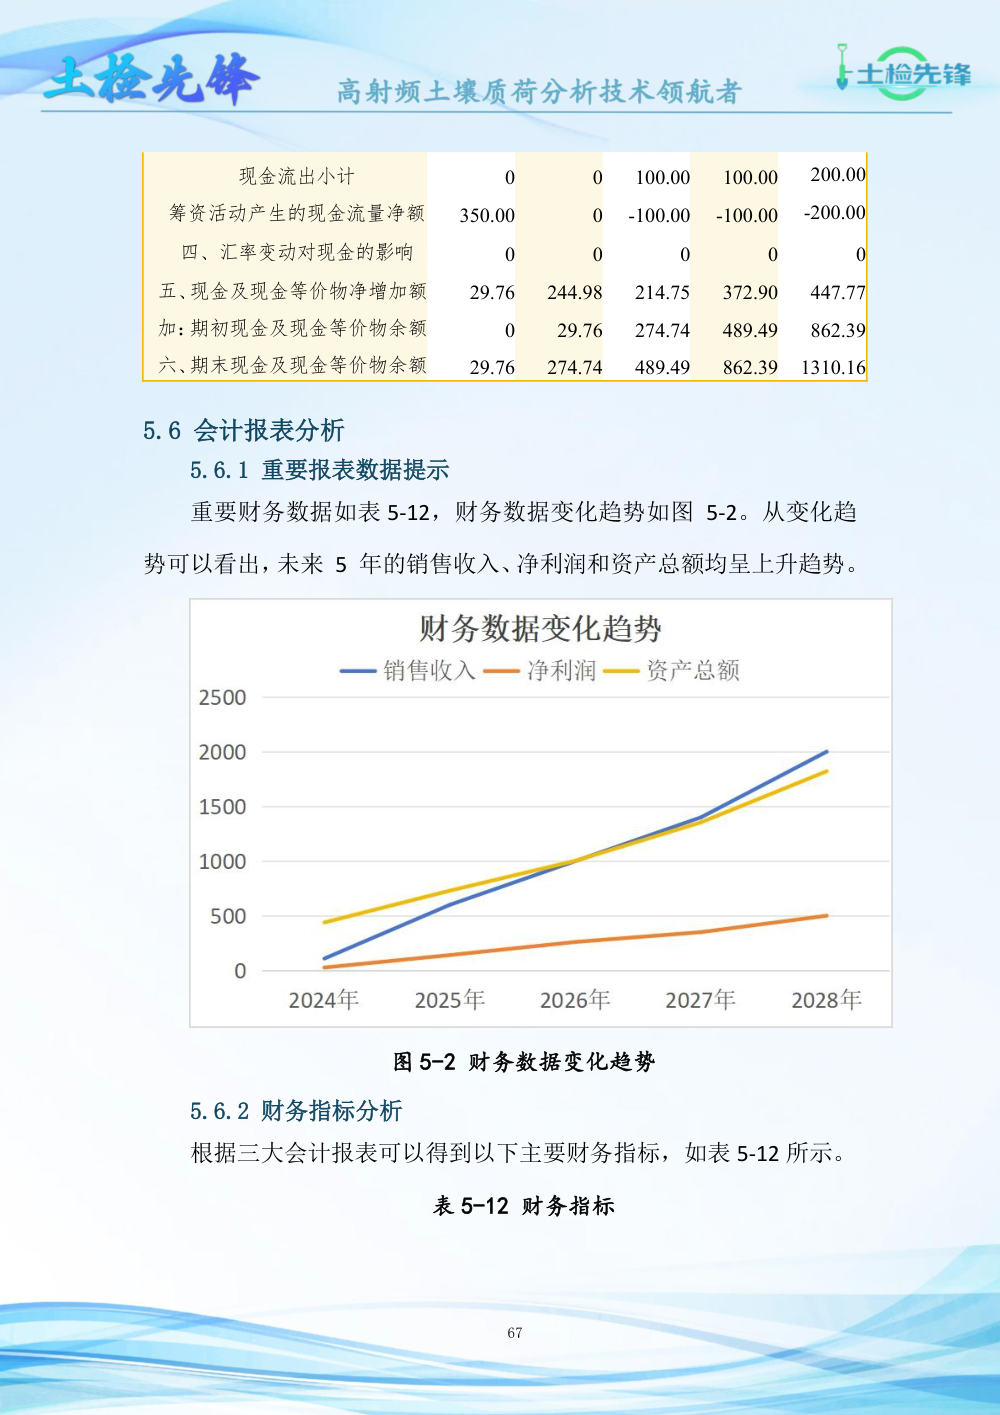 土检先锋
高射频土壤质荷分析技术领航者
土检先锋
现金流出小计 0 0 100.00 100.00 200.00
筹资活动产生的现金流量净额 350.00 0 -100.00 -100.00 -200.00
四、汇率变动对现金的影响 0 0 0 0 0
五、现金及现金等价物净增加额 29.76 244.98 214.75 372.90 447.77
加:期初现金及现金等价物余额 0 29.76 274.74 489.49 862.39
六、期末现金及现金等价物余额 29.76 274.74 489.49 862.39 1310.16
5.6 会计报表分析
5.6.1 重要报表数据提示
重要财务数据如表 5-12，财务数据变化趋势如图 5-2。从变化趋
势可以看出，未来 5 年的销售收入、净利润和资产总额均呈上升趋势。
财务数据变化趋势
销售收入 净利润 资产总额
2500
2000
1500
1000
500
0
2024年 2025年 2026年 2027年 2028年
图 5-2 财务数据变化趋势
5.6.2 财务指标分析
根据三大会计报表可以得到以下主要财务指标，如表 5-12 所示。
表 5-12 财务指标
67